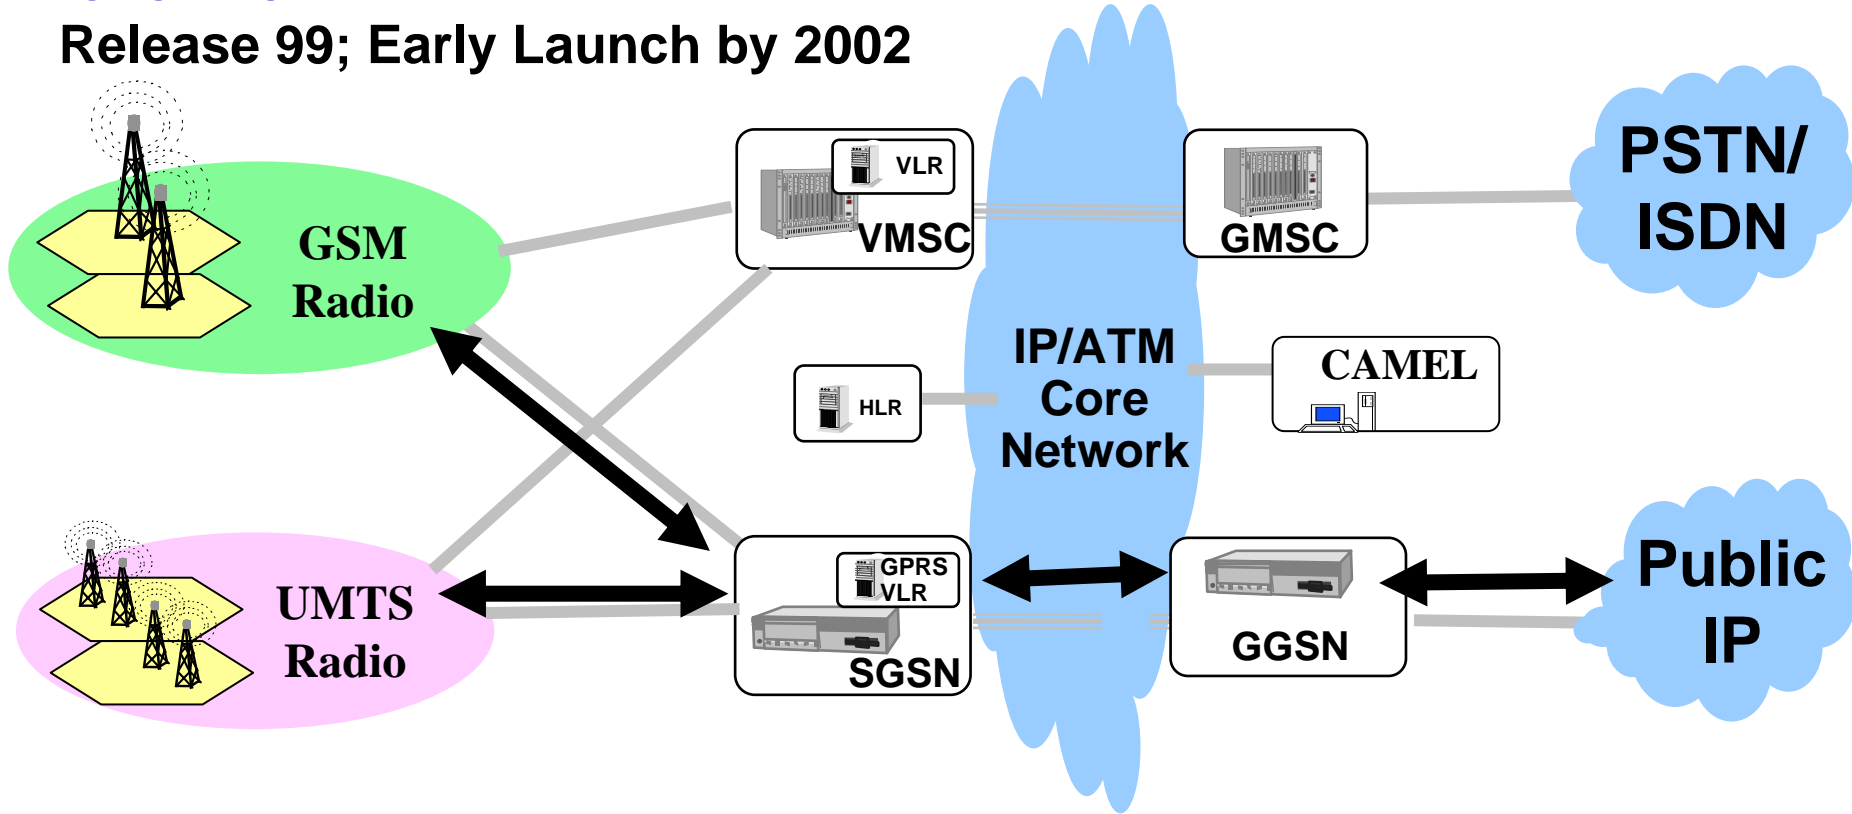 Release 99; Early Launch by 2002
GSM
Radio
VLR
VMSC
GMSC
PSTN/
ISDN
HLR
IP/ATM
Core
Network
CAMEL
UMTS
Radio
GPRS
VLR
SGSN
GGSN
Public
IP